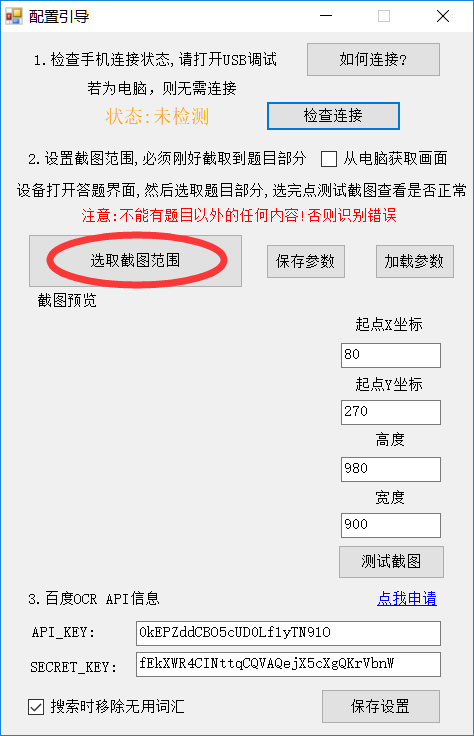 配置引导
1.检查手机连接状态,请打开USB调试
如何连接?
若为电脑，则无需连接
状态:未检测
检查连接
2.设置截图范围,必须刚好截取到题目部分
从电脑获取画面
设备打开答题界面,然后选取题目部分,选完点测试截图查看是否正常
注意:不能有题目以外的任何内容!否则识别错误
选取截图范围
保存参数
加载参数
截图预览
起点X坐标
80
起点Y坐标
270
高度
980
宽度
900
测试截图
3.百度OCR API信息
点我申请
API_KEY:
0kEPZddCBO5cUD0Lf1yTN91O
SECRET_KEY:
fEkXWR4CINttqCQVAQejX5cXgQKrVbnW
搜索时移除无用词汇
保存设置